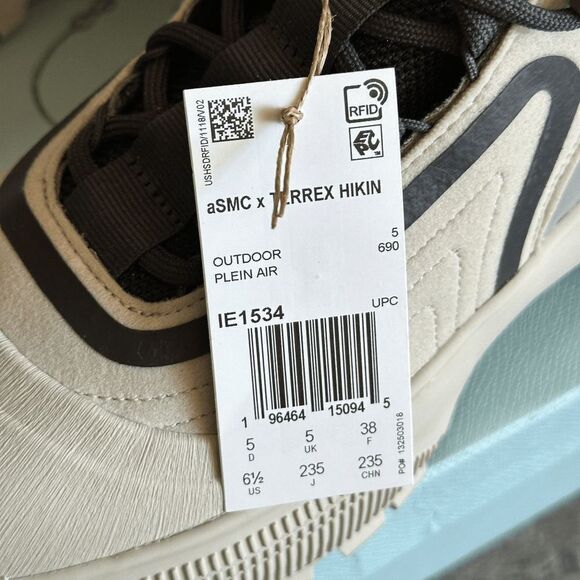 USHSDRFID/1118/V02
RFID
EPC™
aSMC x TERREX HIKIN
OUTDOOR 5
PLEIN AIR 690
IE1534 UPC
1 96464 15094 5
5 5 38
D UK F
6½ 235 235
US J CHN
PO# 132503018